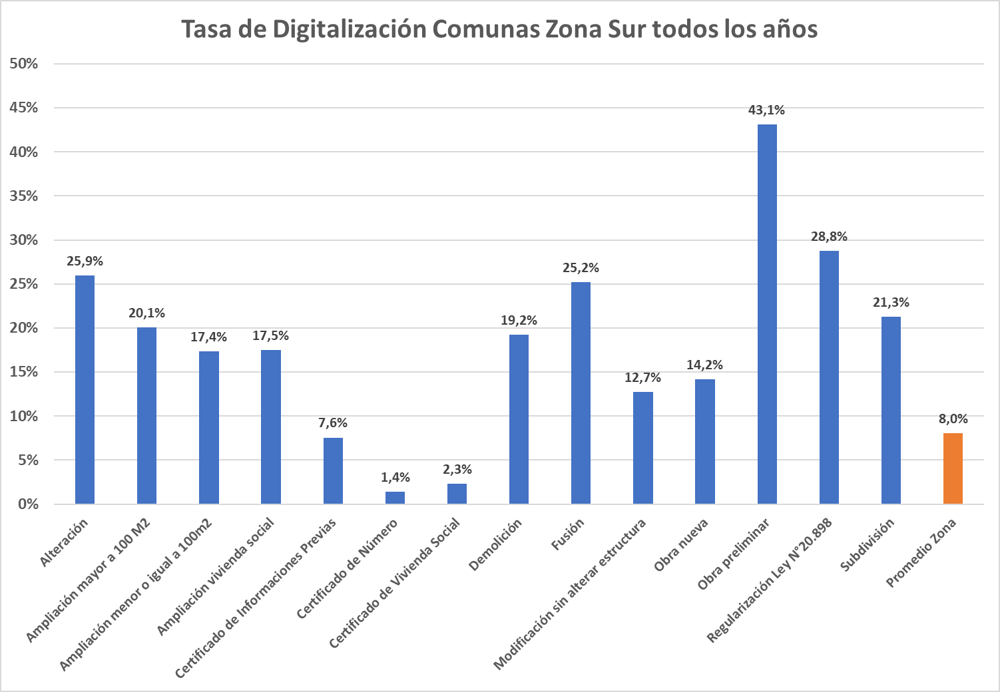 Tasa de Digitalización Comunas Zona Sur todos los años
50%
45%
40%
35%
30%
25%
20%
15%
10%
5%
0%
25,9%
20,1%
17,4%
17,5%
7,6%
1,4%
2,3%
19,2%
25,2%
12,7%
14,2%
43,1%
28,8%
21,3%
8,0%
Alteración
Ampliación mayor a 100 M2
Ampliación menor o igual a 100m2
Ampliación vivienda social
Certificado de Informaciones Previas
Certificado de Número
Certificado de Vivienda Social
Demolición
Fusión
Modificación sin alterar estructura
Obra nueva
Obra preliminar
Regularización Ley N°20.898
Subdivisión
Promedio Zona